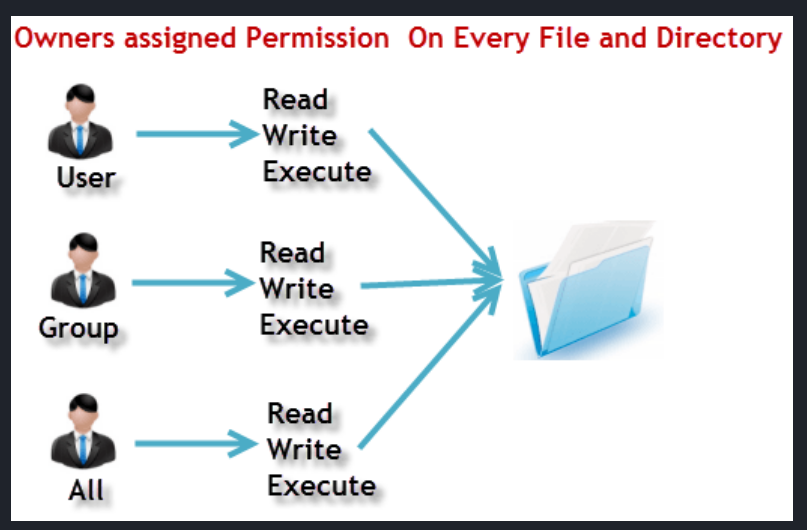 Owners assigned Permission On Every File and Directory
Read
Write
Execute
User
Read
Write
Execute
Group
Read
Write
Execute
All